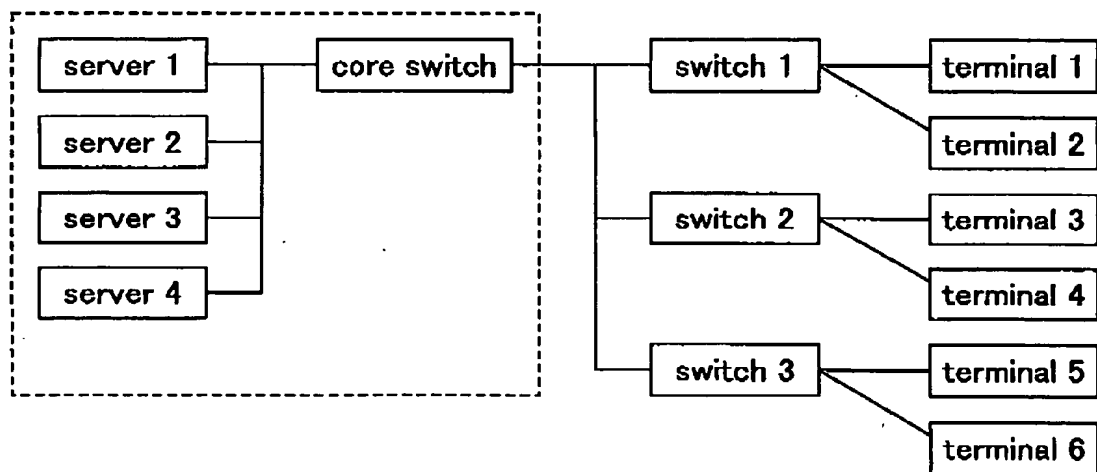 server 1
core switch
switch 1
terminal 1
server 2
terminal 2
server 3
switch 2
terminal 3
server 4
terminal 4
switch 3
terminal 5
terminal 6